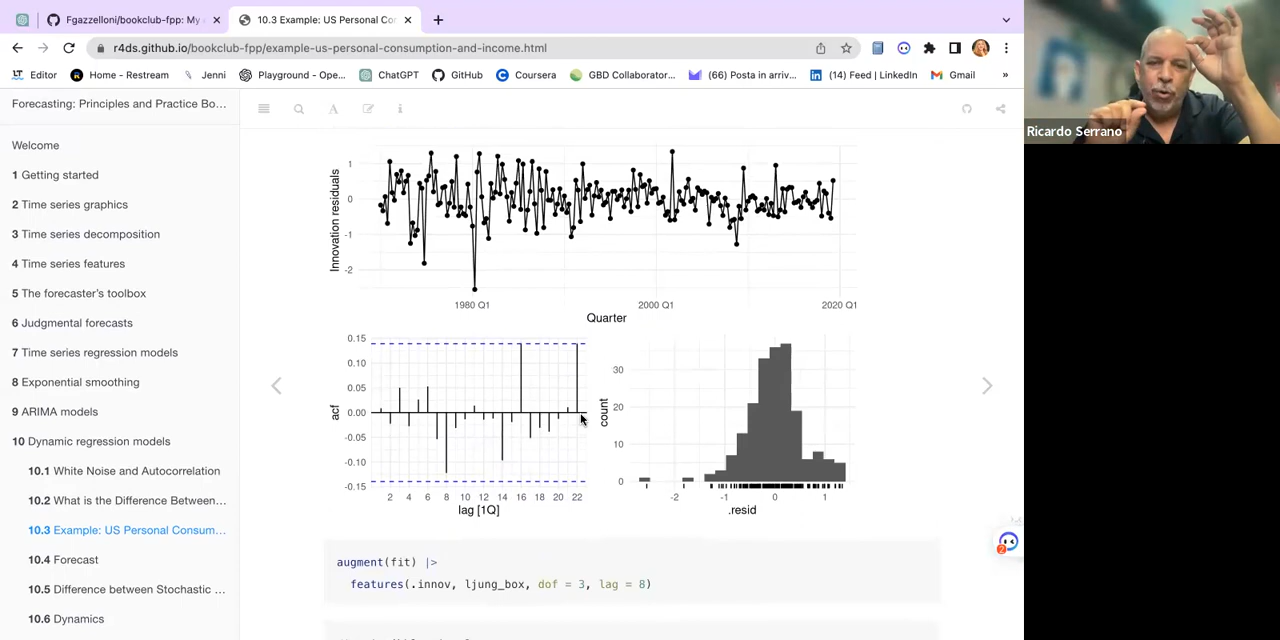 Fgazzelloni/bookclub-fpp: My
10.3 Example: US Personal Co
r4ds.github.io/bookclub-fpp/example-us-personal-consumption-and-income.html
Editor
Home - Restream
Jenni
Playground - Ope...
ChatGPT
GitHub
Coursera
GBD Collaborator...
(66) Posta in arriv...
(14) Feed | LinkedIn
Gmail
»
Ricardo Serrano
Forecasting: Principles and Practice Bo...
Welcome
1 Getting started
2 Time series graphics
3 Time series decomposition
4 Time series features
5 The forecaster's toolbox
6 Judgmental forecasts
7 Time series regression models
8 Exponential smoothing
9 ARIMA models
10 Dynamic regression models
10.1 White Noise and Autocorrelation
10.2 What is the Difference Between...
10.3 Example: US Personal Consum...
10.4 Forecast
10.5 Difference between Stochastic ...
10.6 Dynamics
Innovation residuals
1
0
-1
-2
1980 Q1
2000 Q1
2020 Q1
Quarter
acf
0.15
0.10
0.05
0.00
-0.05
-0.10
-0.15
2 4 6 8 10 12 14 16 18 20 22
lag [1Q]
count
30
20
10
0
-2 -1 0 1
.resid
augment(fit) |>
features(.innov, ljung_box, dof = 3, lag = 8)
2